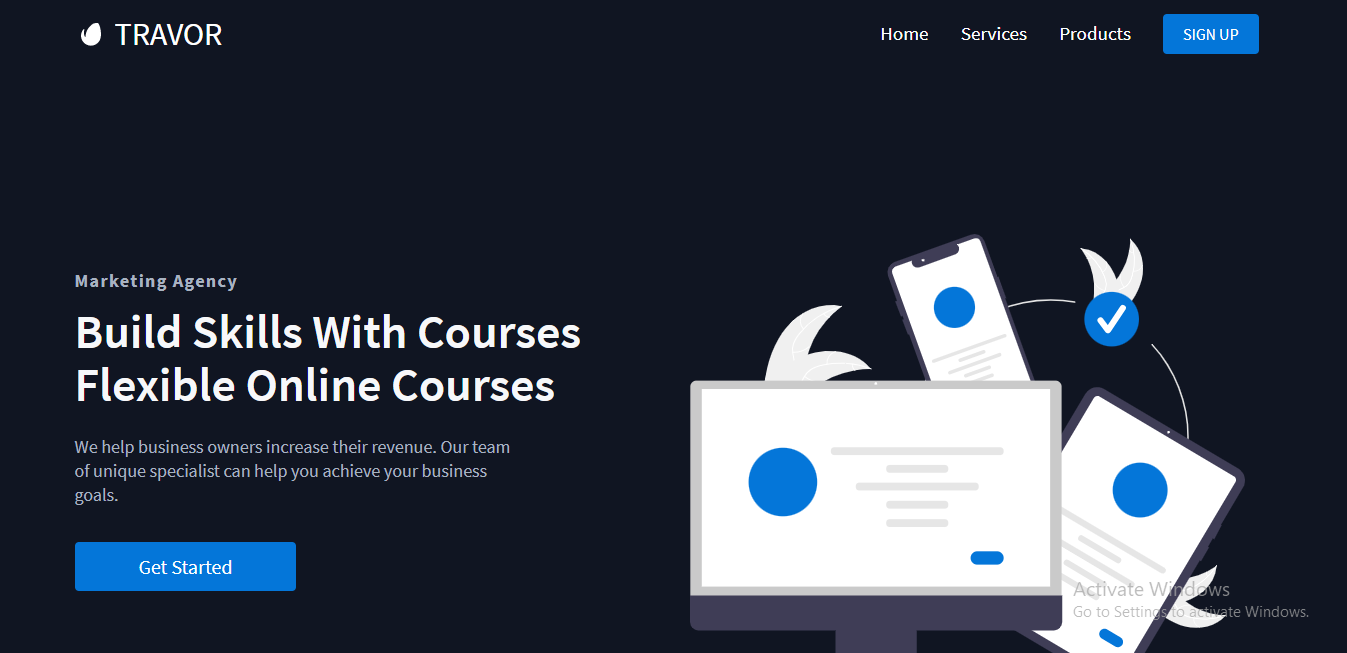 TRAVOR
Home
Services
Products
SIGN UP
Marketing Agency
Build Skills With Courses
Flexible Online Courses
We help business owners increase their revenue. Our team
of unique specialist can help you achieve your business
goals.
Get Started
Activate Windows
Go to Settings to activate Windows.